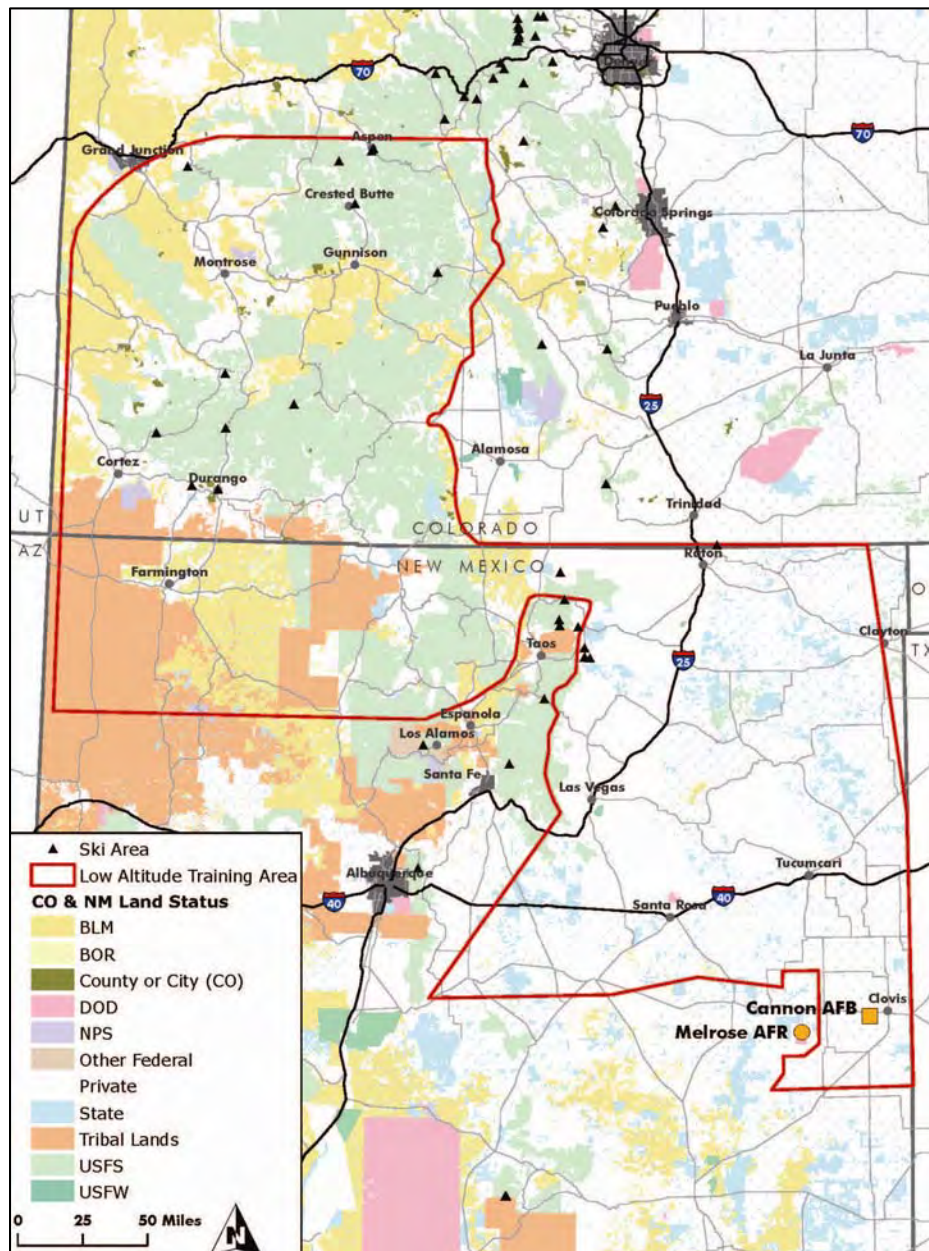 Denver
70
Aspen
Grand Junction
70
Crested Butte
Colorado Springs
Gunnison
Montrose
Pueblo
La Junta
25
Alamosa
Cortez
Durango
Trinidad
UT
COLORADO
AZ
NEW MEXICO
Raton
Farmington
Clayton
Taos
TX
25
Espanola
Los Alamos
Santa Fe
Las Vegas
Tucumcari
Albuquerque
40
40
Santa Rosa
Cannon AFB
Clovis
Melrose AFR
Ski Area
Low Altitude Training Area
CO & NM Land Status
BLM
BOR
County or City (CO)
DOD
NPS
Other Federal
Private
State
Tribal Lands
USFS
USFW
0 25 50 Miles
N